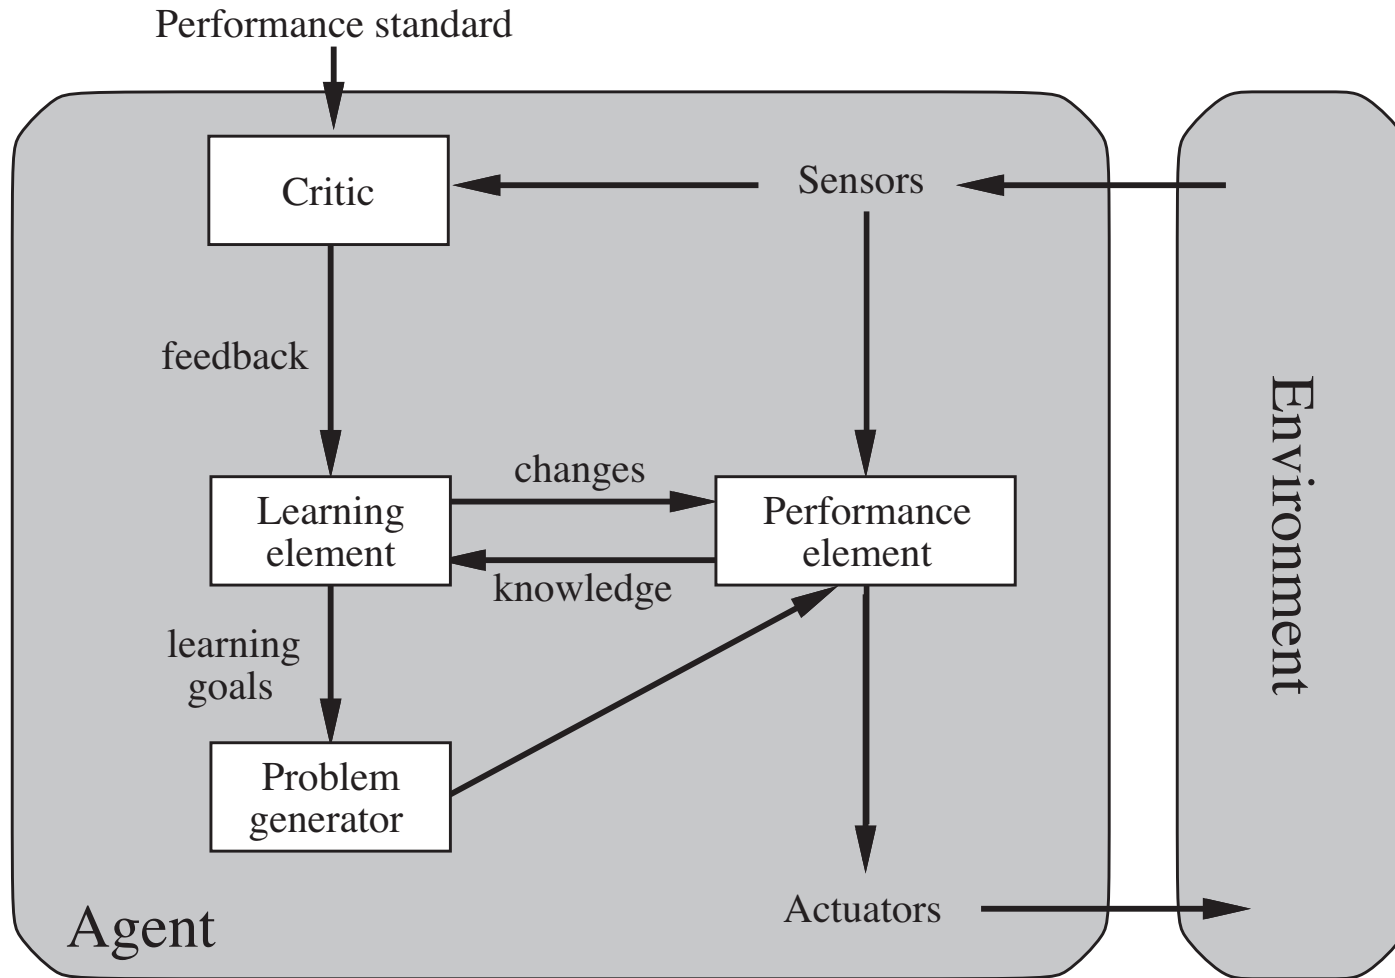 Performance standard
Critic
Sensors
feedback
changes
Learning
element
Performance
element
knowledge
learning
goals
Problem
generator
Actuators
Agent
Environment